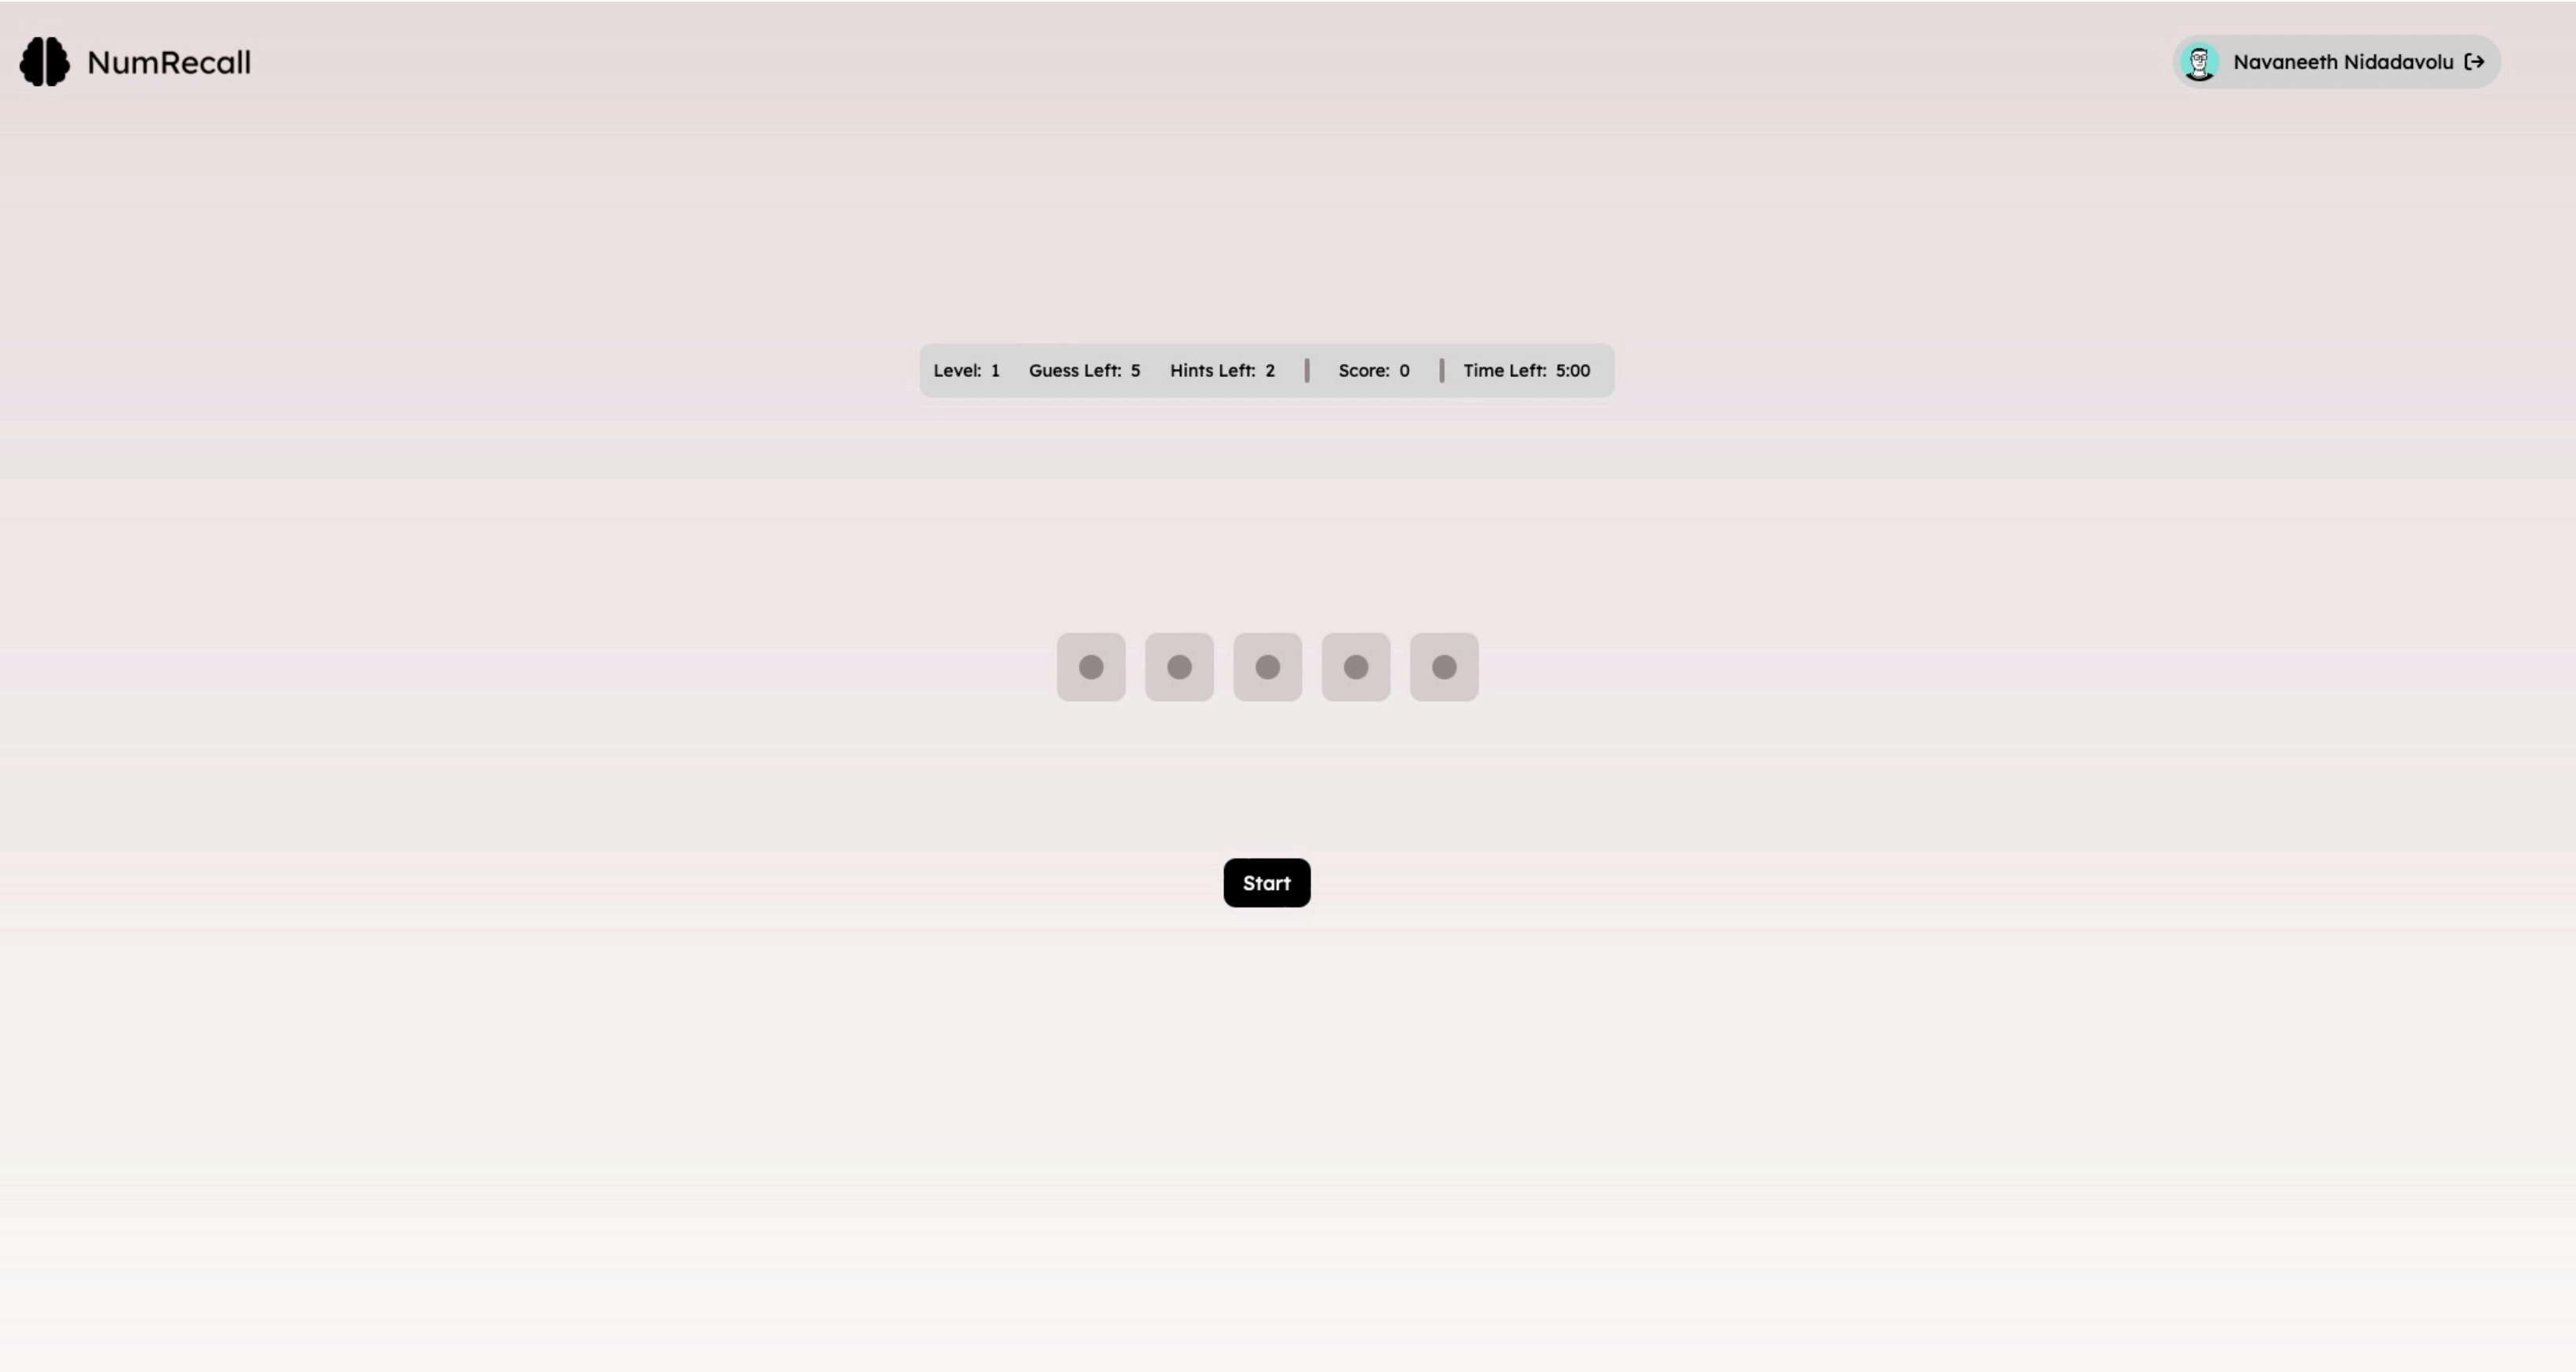 NumRecall
Navaneeth Nidadavolu
Level: 1 Guess Left: 5 Hints Left: 2 Score: 0 Time Left: 5:00
Start